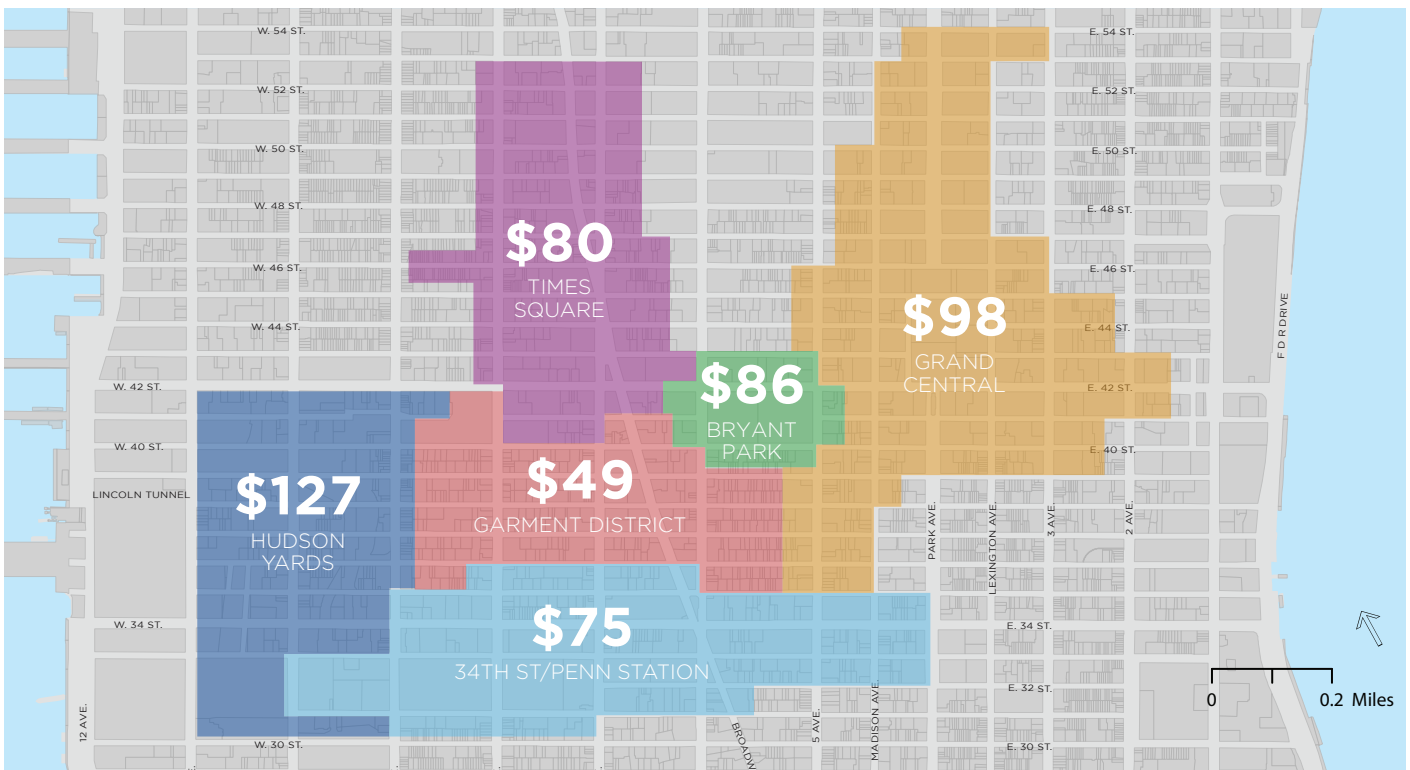 W. 54 ST.
E. 54 ST.
W. 52 ST.
E. 52 ST.
W. 50 ST.
E. 50 ST.
W. 48 ST.
E. 48 ST.
$80
TIMES
SQUARE
W. 46 ST.
E. 46 ST.
W. 44 ST.
E. 44 ST.
$98
GRAND
CENTRAL
F D R DRIVE
W. 42 ST.
E. 42 ST.
$86
BRYANT
PARK
W. 40 ST.
E. 40 ST.
LINCOLN TUNNEL
$127
HUDSON
YARDS
$49
GARMENT DISTRICT
PARK AVE.
LEXINGTON AVE.
3 AVE.
2 AVE.
W. 34 ST.
E. 34 ST.
$75
34TH ST/PENN STATION
E. 32 ST.
12 AVE.
5 AVE.
MADISON AVE.
BROADW
W. 30 ST.
E. 30 ST.
0
0.2 Miles